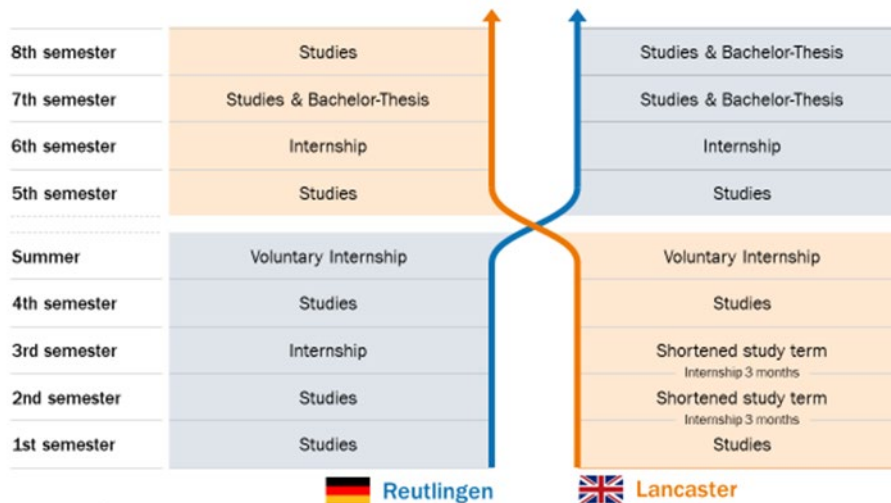 8th semester Studies Studies & Bachelor-Thesis
7th semester Studies & Bachelor-Thesis Studies & Bachelor-Thesis
6th semester Internship Internship
5th semester Studies Studies
Summer Voluntary Internship Voluntary Internship
4th semester Studies Studies
3rd semester Internship Shortened study term
Internship 3 months
2nd semester Studies Shortened study term
Internship 3 months
1st semester Studies Studies
Reutlingen Lancaster